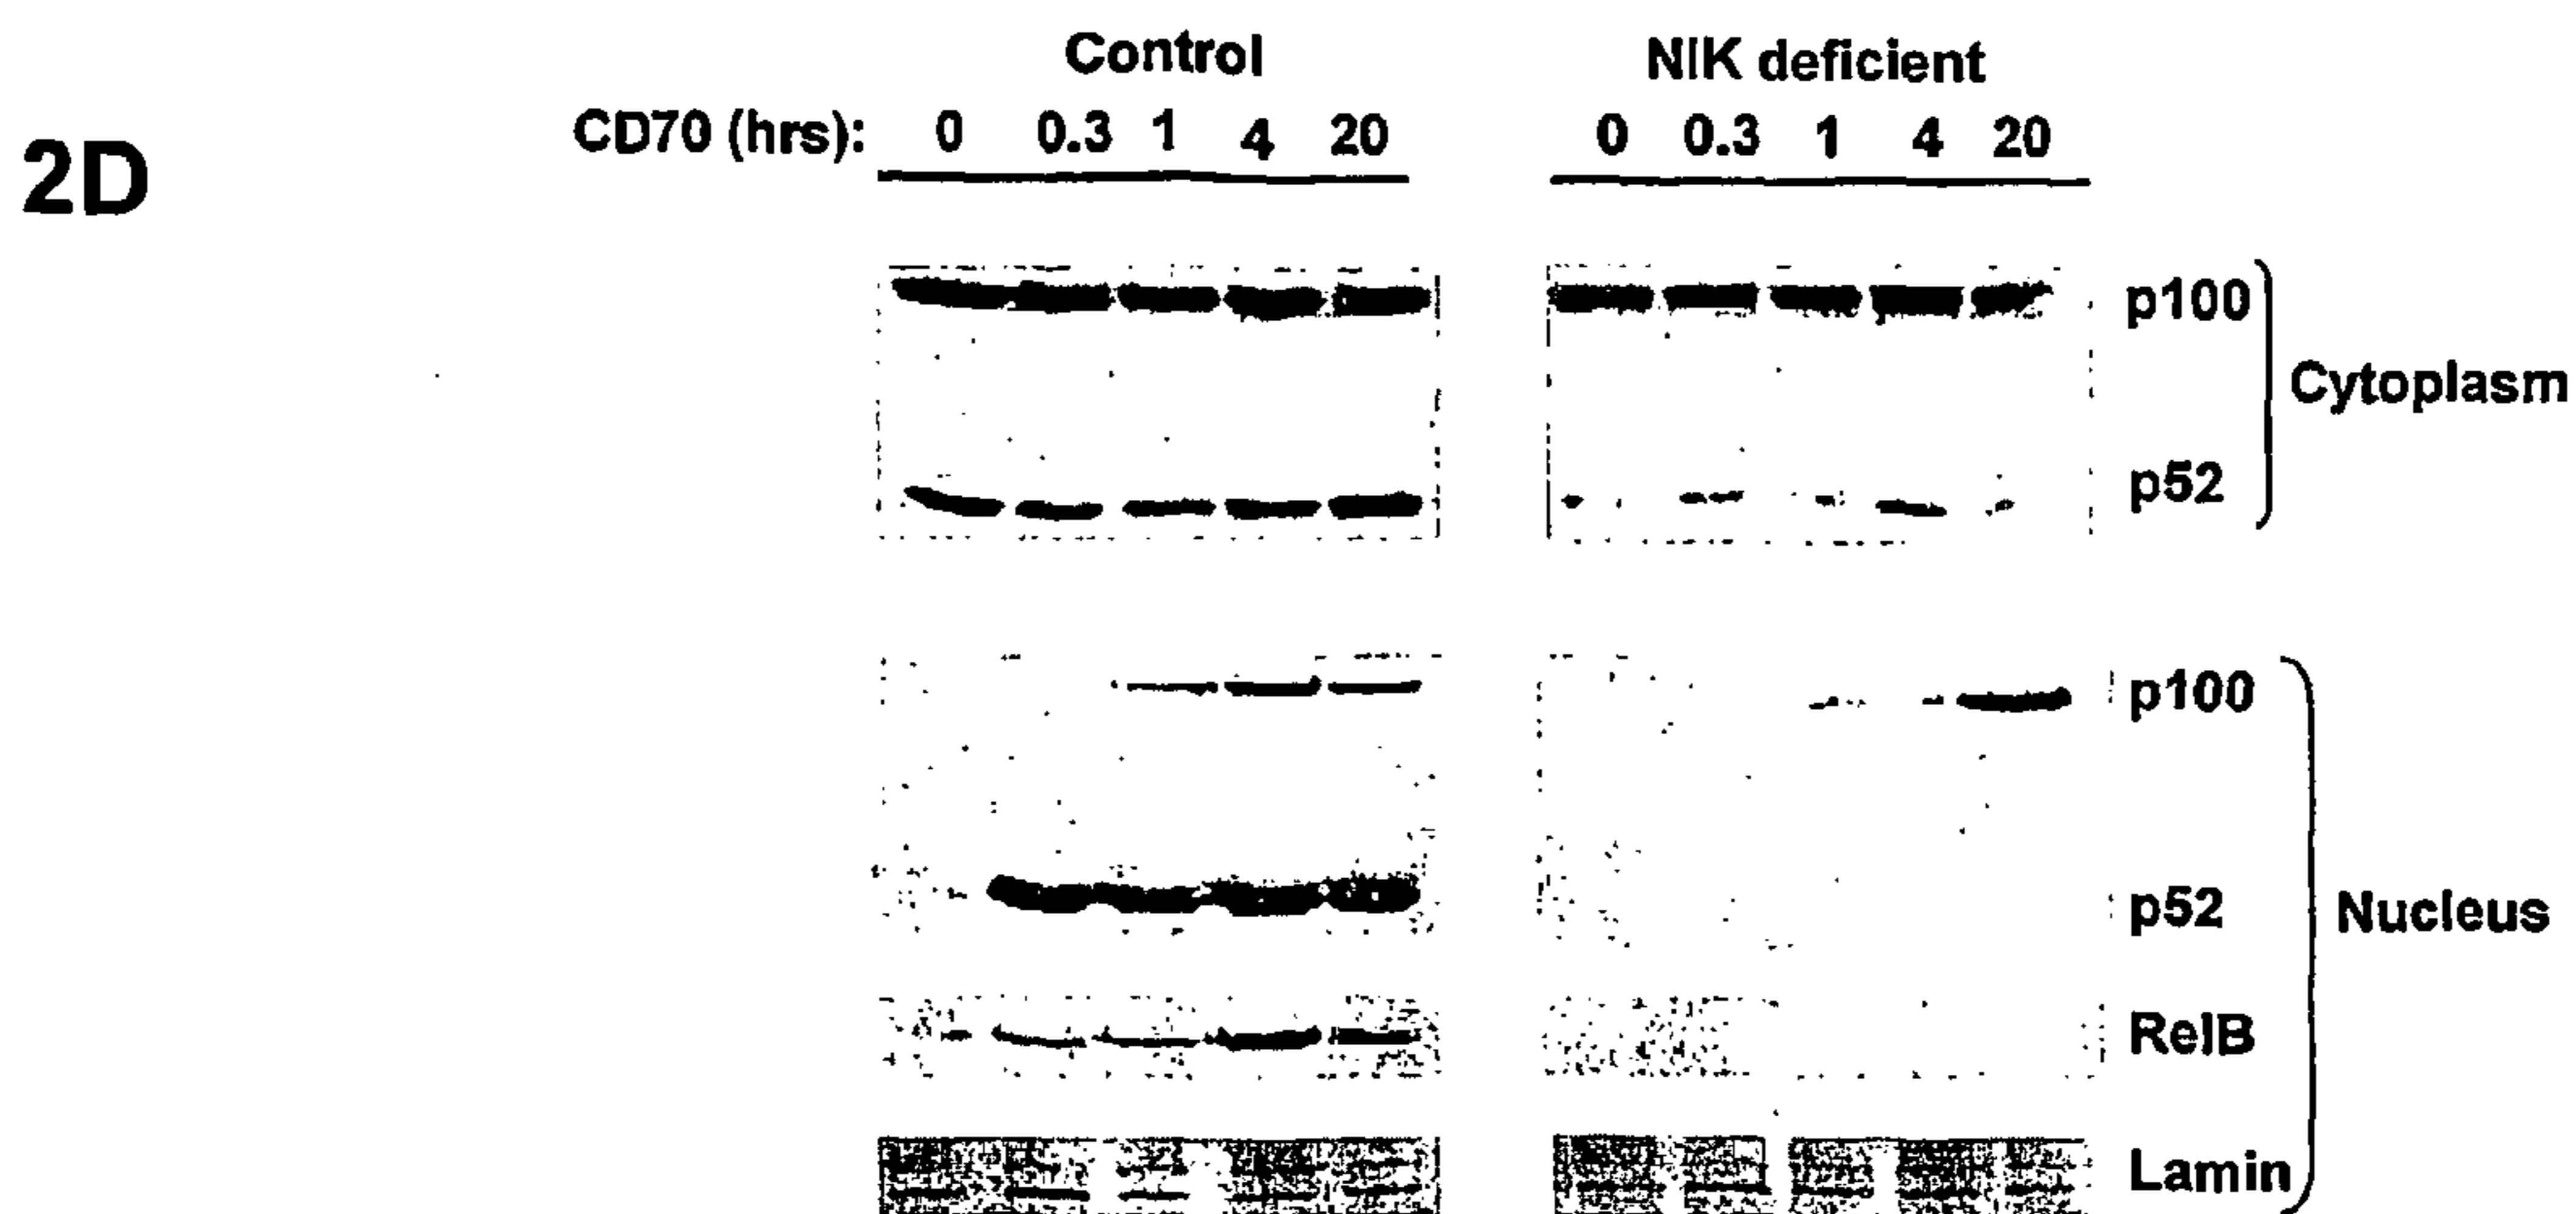 2D
Control NIK deficient
CD70 (hrs): 0 0.3 1 4 20 0 0.3 1 4 20
p100
Cytoplasm
p52
p100
p52
Nucleus
RelB
Lamin